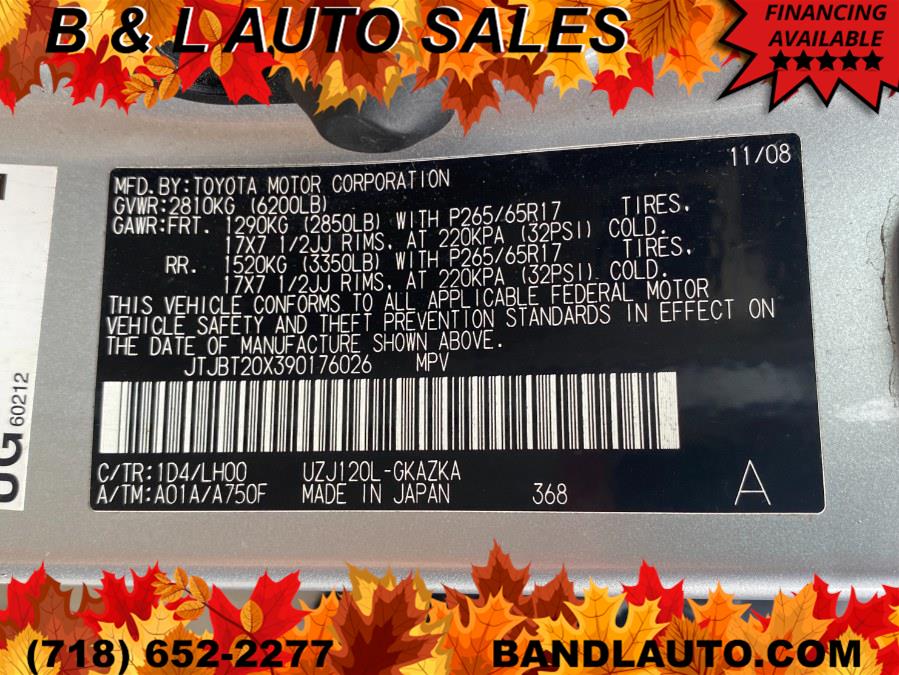 B & L AUTO SALES
FINANCING
AVAILABLE
★★★★★
11/08
MFD. BY: TOYOTA MOTOR CORPORATION
GVWR: 2810KG (6200LB)
GAWR: FRT. 1290KG (2850LB) WITH P265/65R17 TIRES,
17X7 1/2JJ RIMS, AT 220KPA (32PSI) COLD.
RR. 1520KG (3350LB) WITH P265/65R17 TIRES,
17X7 1/2JJ RIMS, AT 220KPA (32PSI) COLD.
THIS VEHICLE CONFORMS TO ALL APPLICABLE FEDERAL MOTOR
VEHICLE SAFETY AND THEFT PREVENTION STANDARDS IN EFFECT ON
THE DATE OF MANUFACTURE SHOWN ABOVE.
JTJBT20X390176026 MPV
C/TR: 1D4/LH00 UZJ120L-GKAZKA
A/TM: A01A/A750F MADE IN JAPAN 368 A
UG 60212
(718) 652-2277 BANDLAUTO.COM